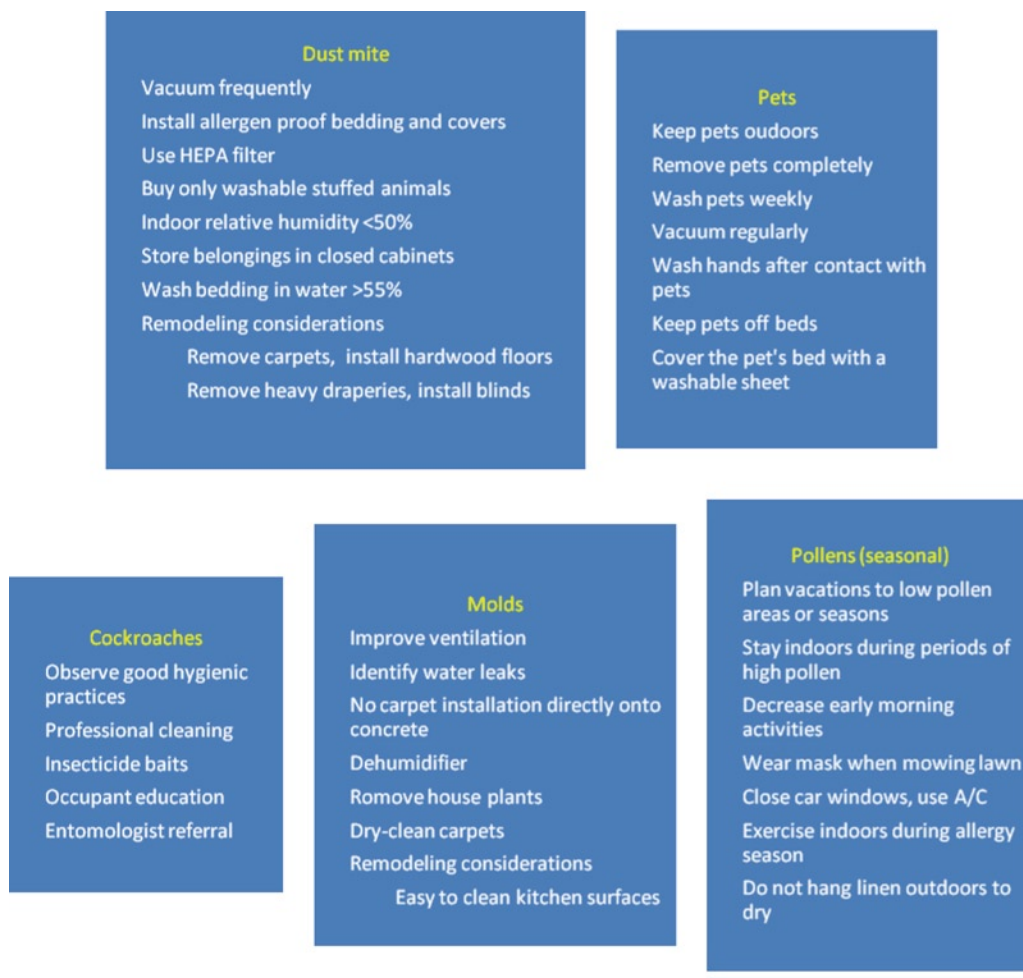 Dust mite
Vacuum frequently
Install allergen proof bedding and covers
Use HEPA filter
Buy only washable stuffed animals
Indoor relative humidity <50%
Store belongings in closed cabinets
Wash bedding in water >55%
Remodeling considerations
Remove carpets, install hardwood floors
Remove heavy draperies, install blinds
Pets
Keep pets oudoors
Remove pets completely
Wash pets weekly
Vacuum regularly
Wash hands after contact with
pets
Keep pets off beds
Cover the pet's bed with a
washable sheet
Cockroaches
Observe good hygienic
practices
Professional cleaning
Insecticide baits
Occupant education
Entomologist referral
Molds
Improve ventilation
Identify water leaks
No carpet installation directly onto
concrete
Dehumidifier
Romove house plants
Dry-clean carpets
Remodeling considerations
Easy to clean kitchen surfaces
Pollens (seasonal)
Plan vacations to low pollen
areas or seasons
Stay indoors during periods of
high pollen
Decrease early morning
activities
Wear mask when mowing lawn
Close car windows, use A/C
Exercise indoors during allergy
season
Do not hang linen outdoors to
dry